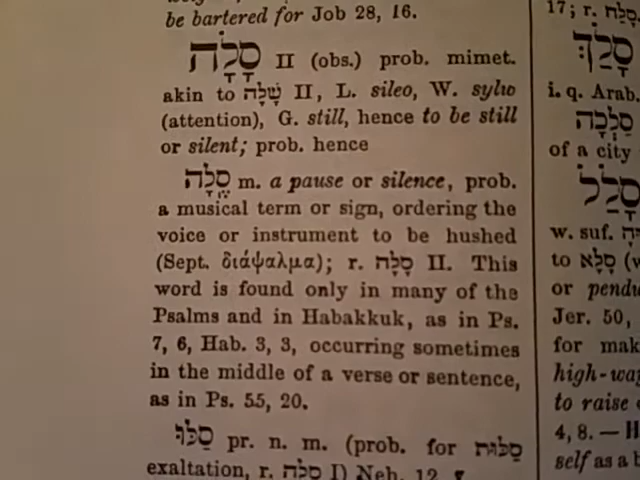 be bartered for Job 28, 16.
סָלָה II (obs.) prob. mimet.
akin to שָׁלָה II, L. sileo, W. sylw
(attention), G. still, hence to be still
or silent; prob. hence
סֶלָה m. a pause or silence, prob.
a musical term or sign, ordering the
voice or instrument to be hushed
(Sept. διάψαλμα); r. סָלָה II. This
word is found only in many of the
Psalms and in Habakkuk, as in Ps.
7, 6, Hab. 3, 3, occurring sometimes
in the middle of a verse or sentence,
as in Ps. 55, 20.
סַלּוּ pr. n. m. (prob. for סַלּוּת
exaltation, r. סלה I) Neh. 12
17; r.
i. q. Arab.
סַלְכָה
of a city
סָלַל
w. suf.
to סָלָא
or
Jer. 50,
for
to raise
4, 8. — H
self as a